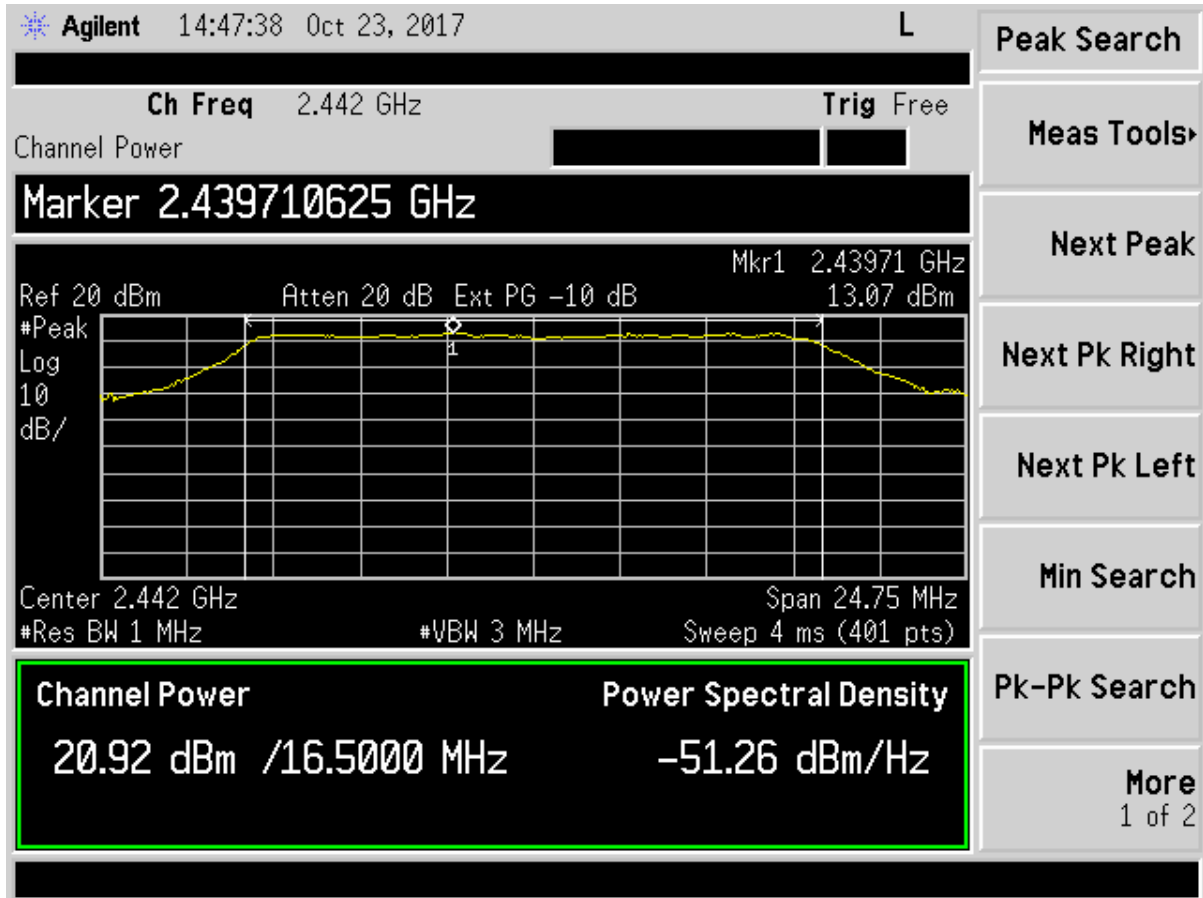 Agilent 14:47:38 Oct 23, 2017 L
Ch Freq 2.442 GHz Trig Free
Channel Power
Marker 2.439710625 GHz
Mkr1 2.43971 GHz
Ref 20 dBm Atten 20 dB Ext PG -10 dB 13.07 dBm
#Peak
Log
10
dB/
1
Center 2.442 GHz Span 24.75 MHz
#Res BW 1 MHz #VBW 3 MHz Sweep 4 ms (401 pts)
Channel Power Power Spectral Density
20.92 dBm /16.5000 MHz -51.26 dBm/Hz
Peak Search
Meas Tools
Next Peak
Next Pk Right
Next Pk Left
Min Search
Pk-Pk Search
More
1 of 2